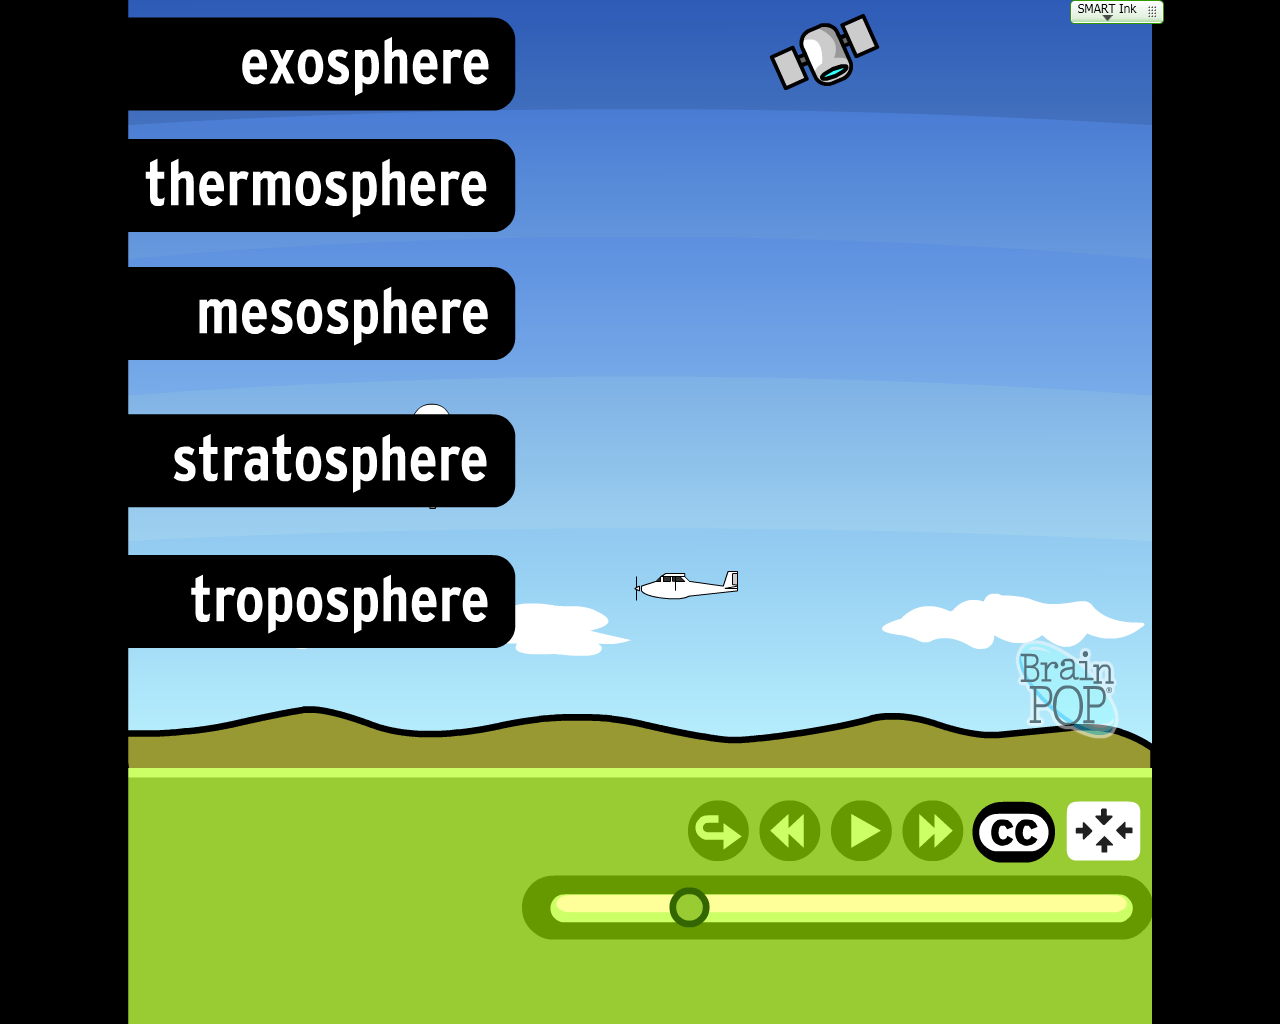 SMART Ink
exosphere
thermosphere
mesosphere
stratosphere
troposphere
Brain
POP®
CC